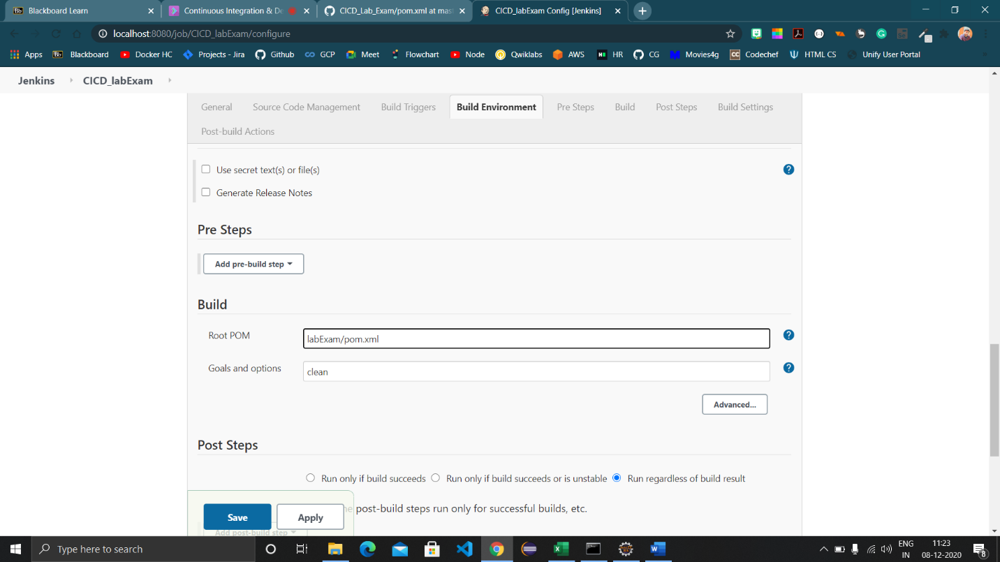 Blackboard Learn
Continuous Integration & De
CICD_Lab_Exam/pom.xml at mast
CICD_labExam Config [Jenkins]
localhost:8080/job/CICD_labExam/configure
Apps Bb Blackboard Docker HC Projects - Jira Github GCP Meet Flowchart Node Qwiklabs AWS HR CG Movies4g CC Codechef HTML CS Unify User Portal
Jenkins CICD_labExam
General Source Code Management Build Triggers Build Environment Pre Steps Build Post Steps Build Settings
Post-build Actions
Use secret text(s) or file(s)
Generate Release Notes
Pre Steps
Add pre-build step
Build
Root POM labExam/pom.xml
Goals and options clean
Advanced...
Post Steps
Run only if build succeeds Run only if build succeeds or is unstable Run regardless of build result
post-build steps run only for successful builds, etc.
Save Apply
Add post-build step
Type here to search
ENG
IN
11:23
08-12-2020
8